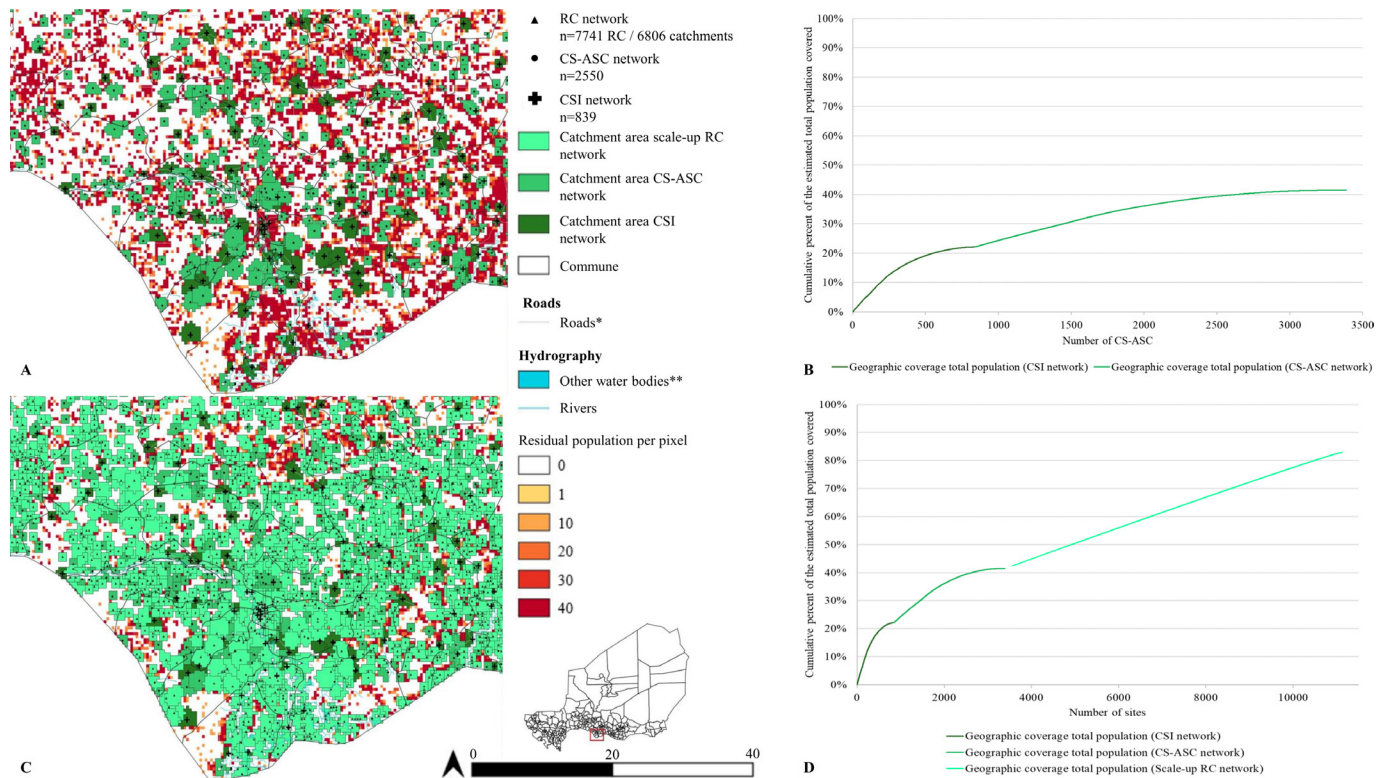 RC network
n=7741 RC / 6806 catchments
CS-ASC network
n=2550
CSI network
n=839
Catchment area scale-up RC
network
Catchment area CS-ASC
network
Catchment area CSI
network
Commune
Roads
Roads*
Hydrography
Other water bodies**
Rivers
Residual population per pixel
0
1
10
20
30
40
0
20
40
A
C
Cumulative percent of the estimated total population covered
100%
90%
80%
70%
60%
50%
40%
30%
20%
10%
0%
0
500
1000
1500
2000
2500
3000
3500
Number of CS-ASC
B
Geographic coverage total population (CSI network)
Geographic coverage total population (CS-ASC network)
Cumulative percent of the estimated total population covered
100%
90%
80%
70%
60%
50%
40%
30%
20%
10%
0%
0
2000
4000
6000
8000
10000
Number of sites
Geographic coverage total population (CSI network)
Geographic coverage total population (CS-ASC network)
Geographic coverage total population (Scale-up RC network)
D